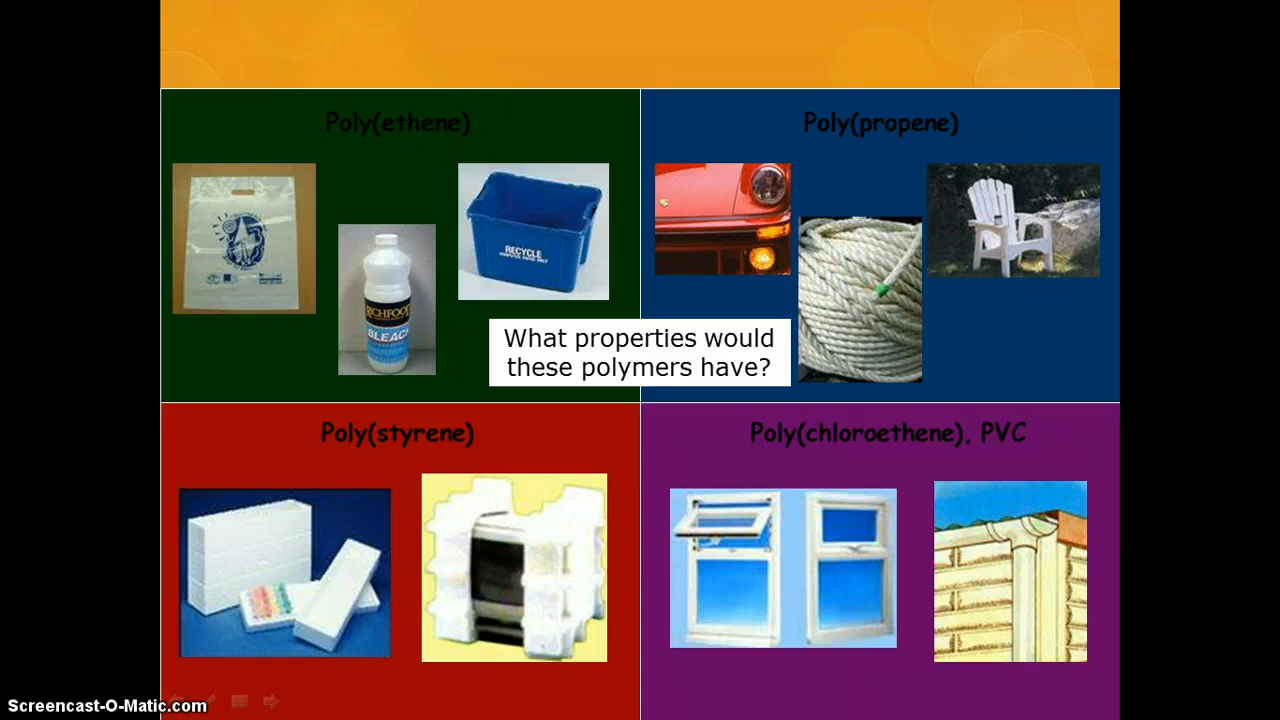 Poly(ethene)
Poly(propene)
RECYCLE
BLEACH
What properties would
these polymers have?
Poly(styrene)
Poly(chloroethene), PVC
Screencast-O-Matic.com